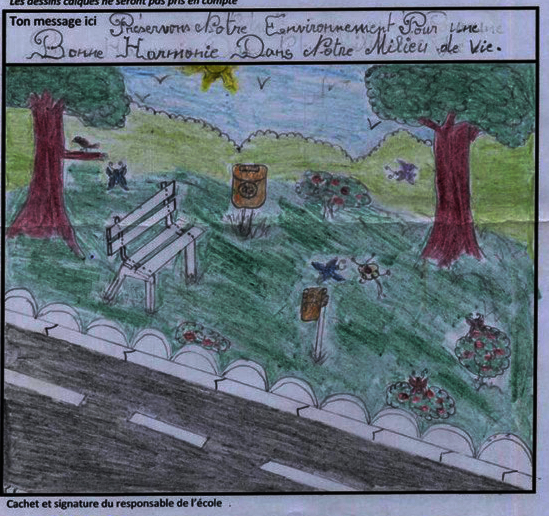 Les dessins calqués ne seront pas pris en compte
Ton message ici
Préservons Notre Environnement Pour une
Bonne Harmonie Dans Notre Milieu de Vie.
Cachet et signature du responsable de l'école